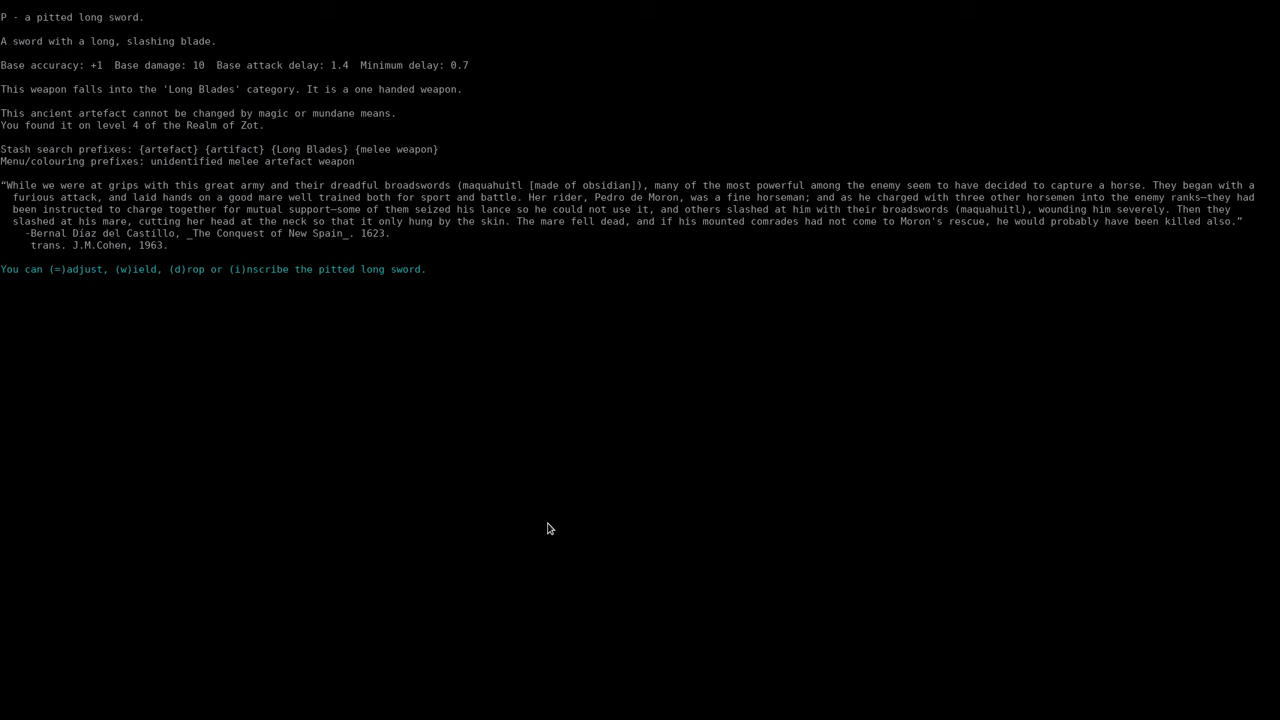 P - a pitted long sword.
A sword with a long, slashing blade.
Base accuracy: +1  Base damage: 10  Base attack delay: 1.4  Minimum delay: 0.7
This weapon falls into the 'Long Blades' category. It is a one handed weapon.
This ancient artefact cannot be changed by magic or mundane means.
You found it on level 4 of the Realm of Zot.
Stash search prefixes: {artefact} {artifact} {Long Blades} {melee weapon}
Menu/colouring prefixes: unidentified melee artefact weapon
“While we were at grips with this great army and their dreadful broadswords (maquahuitl [made of obsidian]), many of the most powerful among the enemy seem to have decided to capture a horse. They began with a
furious attack, and laid hands on a good mare well trained both for sport and battle. Her rider, Pedro de Moron, was a fine horseman; and as he charged with three other horsemen into the enemy ranks—they had
been instructed to charge together for mutual support—some of them seized his lance so he could not use it, and others slashed at him with their broadswords (maquahuitl), wounding him severely. Then they
slashed at his mare, cutting her head at the neck so that it only hung by the skin. The mare fell dead, and if his mounted comrades had not come to Moron's rescue, he would probably have been killed also.”
-Bernal Díaz del Castillo, _The Conquest of New Spain_. 1623.
trans. J.M.Cohen, 1963.
You can (=)adjust, (w)ield, (d)rop or (i)nscribe the pitted long sword.